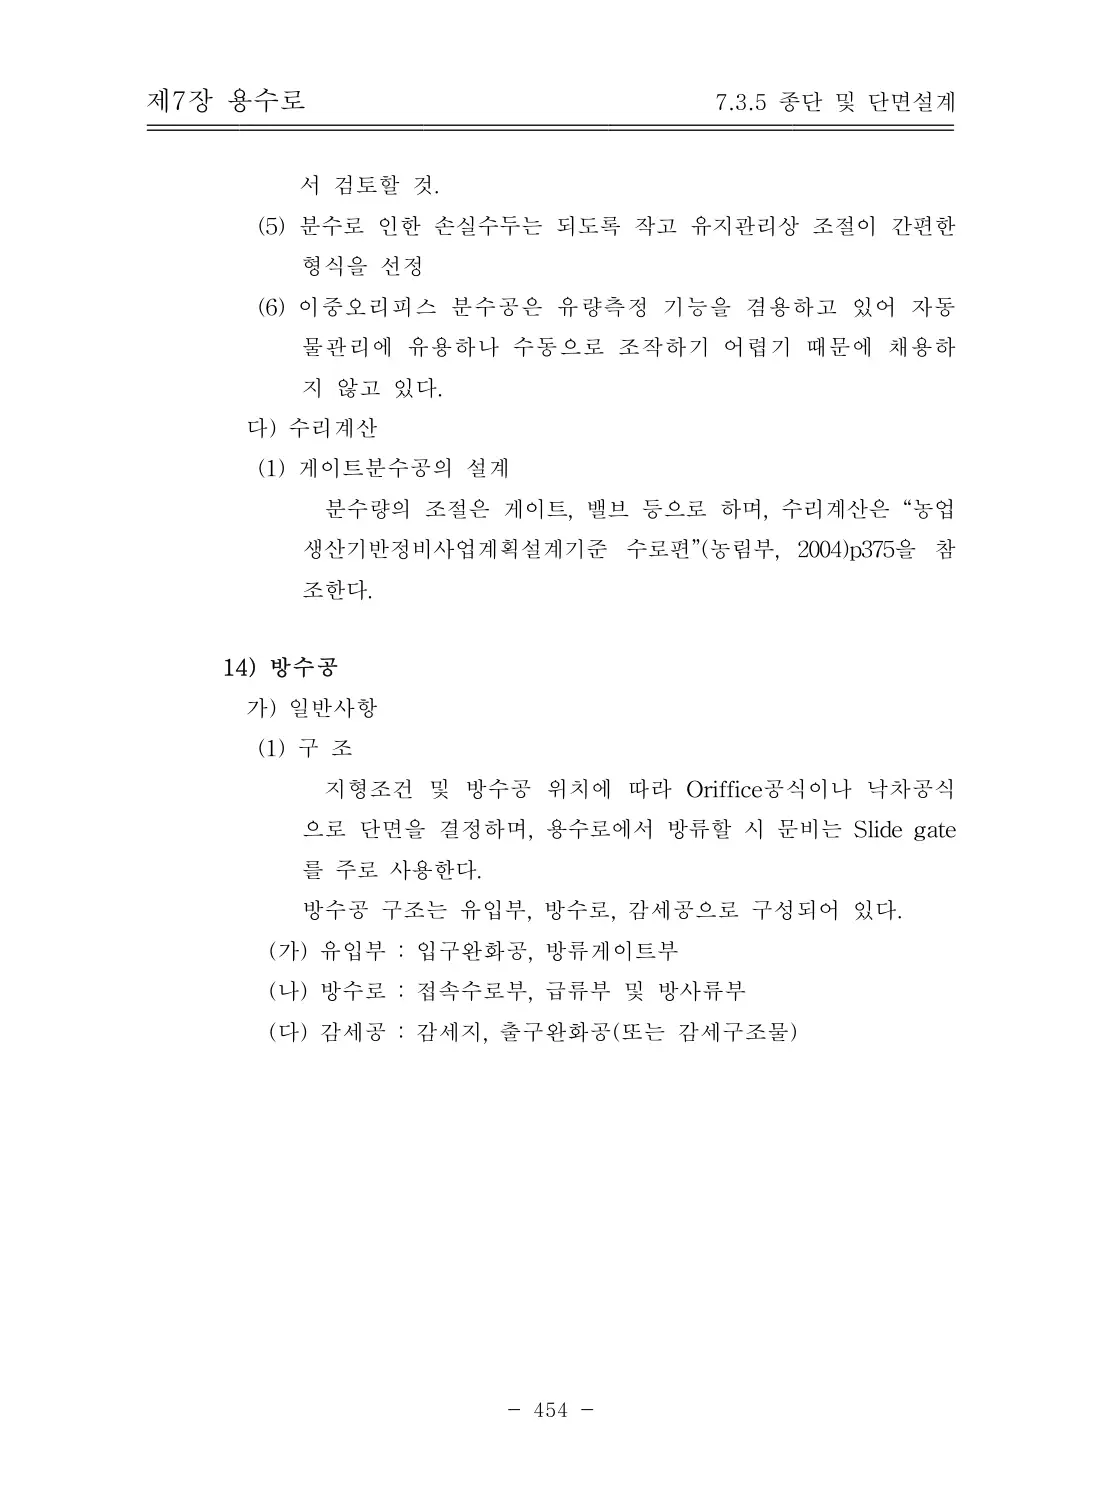 제7장 용수로
7.3.5 종단 및 단면설계
서 검토할 것.
(5) 분수로 인한 손실수두는 되도록 작고 유지관리상 조절이 간편한
형식을 선정
(6) 이중오리피스 분수공은 유량측정 기능을 겸용하고 있어 자동
물관리에 유용하나 수동으로 조작하기 어렵기 때문에 채용하
지 않고 있다.
다) 수리계산
(1) 게이트분수공의 설계
분수량의 조절은 게이트, 밸브 등으로 하며, 수리계산은 “농업
생산기반정비사업계획설계기준 수로편”(농림부, 2004)p375을 참
조한다.
14) 방수공
가) 일반사항
(1) 구 조
지형조건 및 방수공 위치에 따라 Oriffice공식이나 낙차공식
으로 단면을 결정하며, 용수로에서 방류할 시 문비는 Slide gate
를 주로 사용한다.
방수공 구조는 유입부, 방수로, 감세공으로 구성되어 있다.
(가) 유입부 : 입구완화공, 방류게이트부
(나) 방수로 : 접속수로부, 급류부 및 방사류부
(다) 감세공 : 감세지, 출구완화공(또는 감세구조물)
- 454 -